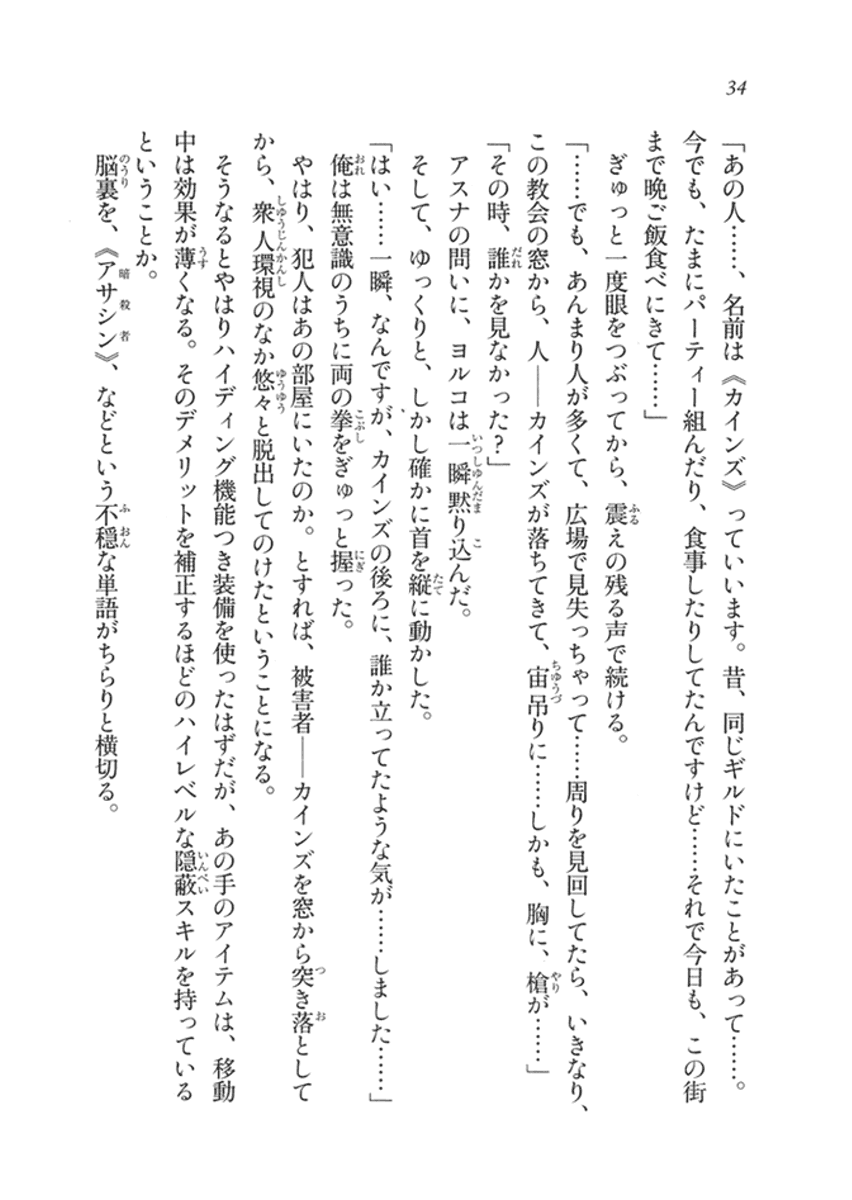 34
「あの人……、名前は《カインズ》っていいます。昔、同じギルドにいたことがあって……。
今でも、たまにパーティー組んだり、食事したりしてたんですけど……それで今日も、この街
まで晩ご飯食べにきて……」
ぎゅっと一度眼をつぶってから、震えの残る声で続ける。
「……でも、あんまり人が多くて、広場で見失っちゃって……周りを見回してたら、いきなり、
この教会の窓から、人――カインズが落ちてきて、宙吊りに……しかも、胸に、槍が……」
「その時、誰かを見なかった？」
アスナの問いに、ヨルコは一瞬黙り込んだ。
そして、ゆっくりと、しかし確かに首を縦に動かした。
「はい……一瞬、なんですが、カインズの後ろに、誰か立ってたような気が……しました……」
俺は無意識のうちに両の拳をぎゅっと握った。
やはり、犯人はあの部屋にいたのか。とすれば、被害者――カインズを窓から突き落として
から、衆人環視のなか悠々と脱出してのけたということになる。
そうなるとやはりハイディング機能つき装備を使ったはずだが、あの手のアイテムは、移動
中は効果が薄くなる。そのデメリットを補正するほどのハイレベルな隠蔽スキルを持っている
ということか。
脳裏を、《アサシン》、などという不穏な単語がちらりと横切る。